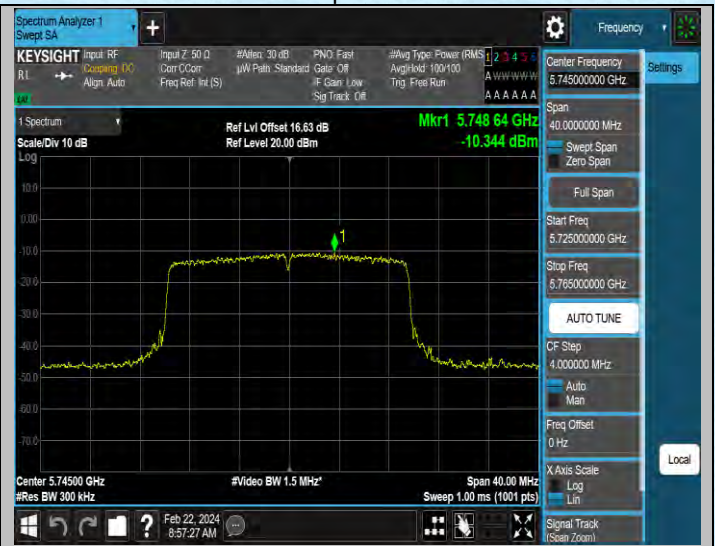 Spectrum Analyzer 1
Swept SA
+
Frequency
KEYSIGHT
Input: RF
Input Z: 50 Ω
#Atten: 30 dB
PNO: Fast
#Avg Type: Power (RMS
1 2 3 4 5 6
RL
Coupling: DC
Corr CCorr
µW Path: Standard
Gate: Off
Avg|Hold: 100/100
A W W W W W
Align: Auto
Freq Ref: Int (S)
IF Gain: Low
Trig: Free Run
Sig Track: Off
A A A A A A
1 Spectrum
Scale/Div 10 dB
Ref Lvl Offset 16.63 dB
Ref Level 20.00 dBm
Mkr1 5.748 64 GHz
-10.344 dBm
Log
10.0
0.00
-10.0
-20.0
-30.0
-40.0
-50.0
-60.0
-70.0
1
Center 5.74500 GHz
#Video BW 1.5 MHz*
Span 40.00 MHz
#Res BW 300 kHz
Sweep 1.00 ms (1001 pts)
Feb 22, 2024
8:57:27 AM
?
Center Frequency
5.745000000 GHz
Settings
Span
40.0000000 MHz
Swept Span
Zero Span
Full Span
Start Freq
5.725000000 GHz
Stop Freq
5.765000000 GHz
AUTO TUNE
CF Step
4.000000 MHz
Auto
Man
Freq Offset
0 Hz
X Axis Scale
Log
Lin
Local
Signal Track
(Span Zoom)